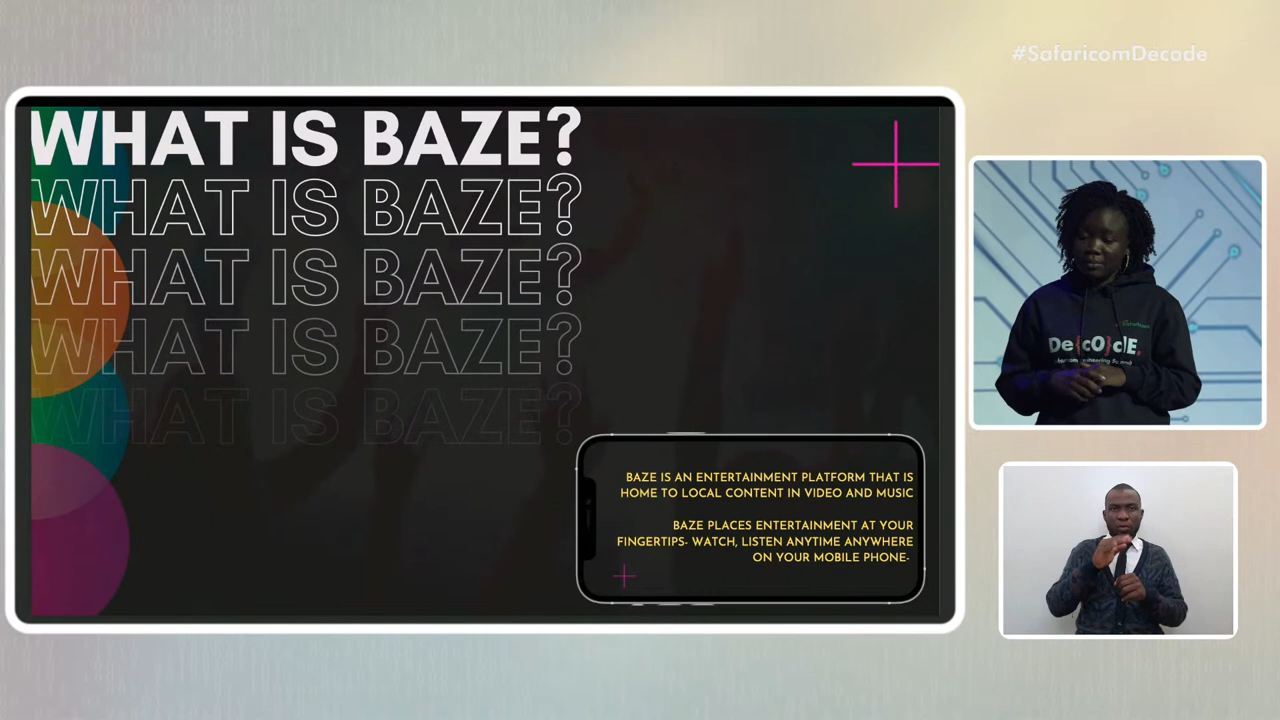 #SafaricomDecode
WHAT IS BAZE?
WHAT IS BAZE?
WHAT IS BAZE?
WHAT IS BAZE?
WHAT IS BAZE?
BAZE IS AN ENTERTAINMENT PLATFORM THAT IS
HOME TO LOCAL CONTENT IN VIDEO AND MUSIC
BAZE PLACES ENTERTAINMENT AT YOUR
FINGERTIPS- WATCH, LISTEN ANYTIME ANYWHERE
ON YOUR MOBILE PHONE-
De{cO}dE.